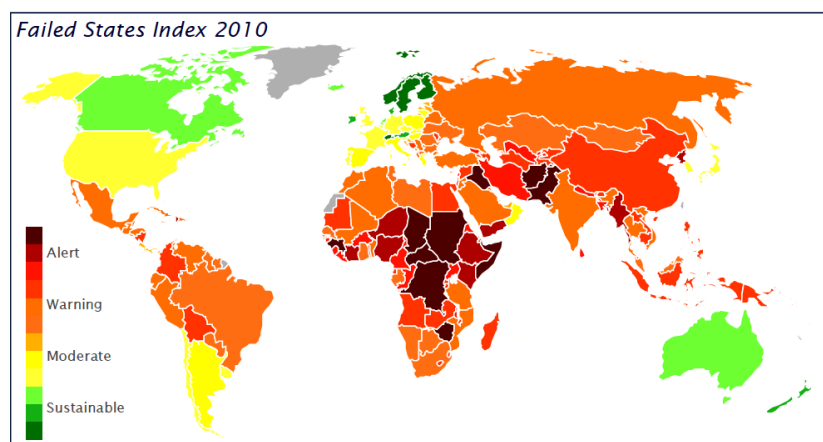 Failed States Index 2010
Alert
Warning
Moderate
Sustainable